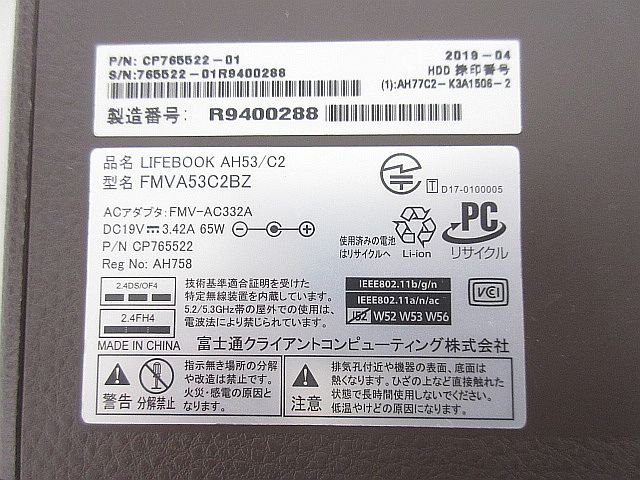 P/N: CP765522-01
2019-04
S/N:765522-01R9400288
HDD 捺印番号
(1):AH77C2-K3A1506-2
製造番号: R9400288
品名 LIFEBOOK AH53/C2
型名 FMVA53C2BZ
T D17-0100005
ACアダプタ: FMV-AC332A
DC19V 3.42A 65W
P/N CP765522
Reg No: AH758
使用済みの電池
はリサイクルへ
Li-ion
PC
リサイクル
2.4DS/OF4
2.4FH4
技術基準適合証明を受けた
特定無線装置を内蔵しています。
5.2/5.3GHz帯の屋外での使用は、
電波法により禁じられています。
IEEE802.11b/g/n
IEEE802.11a/n/ac
J52 W52 W53 W56
VCI
MADE IN CHINA
富士通クライアントコンピューティング株式会社
警告 分解禁止
指示無き場所の分解
や改造は禁止です。
火災・感電の原因と
なります。
注意
排気孔付近や機器の表面、底面は
熱くなります。ひざの上など直接触れた
状態で長時間使用しないでください。
低温やけどの原因になります。